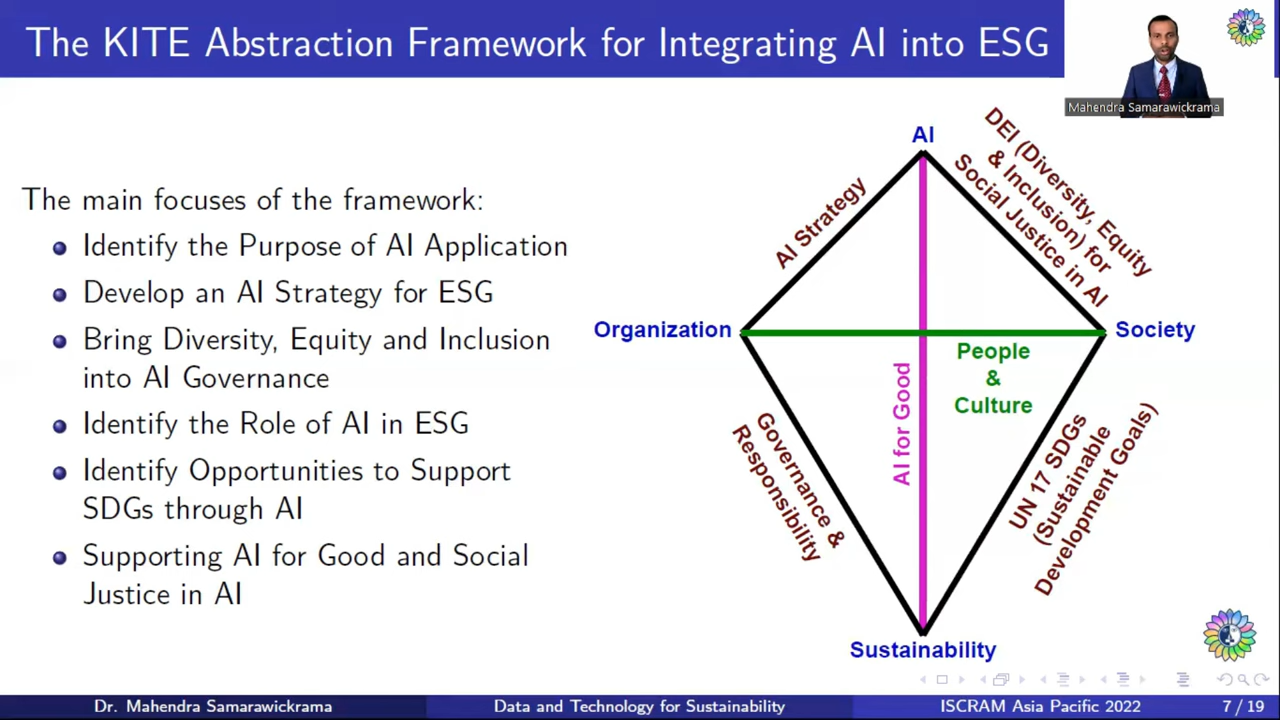 The KITE Abstraction Framework for Integrating AI into ESG
Mahendra Samarawickrama
The main focuses of the framework:
Identify the Purpose of AI Application
Develop an AI Strategy for ESG
Bring Diversity, Equity and Inclusion
into AI Governance
Identify the Role of AI in ESG
Identify Opportunities to Support
SDGs through AI
Supporting AI for Good and Social
Justice in AI
AI
AI Strategy
DEI (Diversity, Equity
& Inclusion) for
Social Justice in AI
Organization
Society
People
&
Culture
AI for Good
Governance &
Responsibility
UN 17 SDGs
(Sustainable
Development Goals)
Sustainability
Dr. Mahendra Samarawickrama
Data and Technology for Sustainability
ISCRAM Asia Pacific 2022
7 / 19